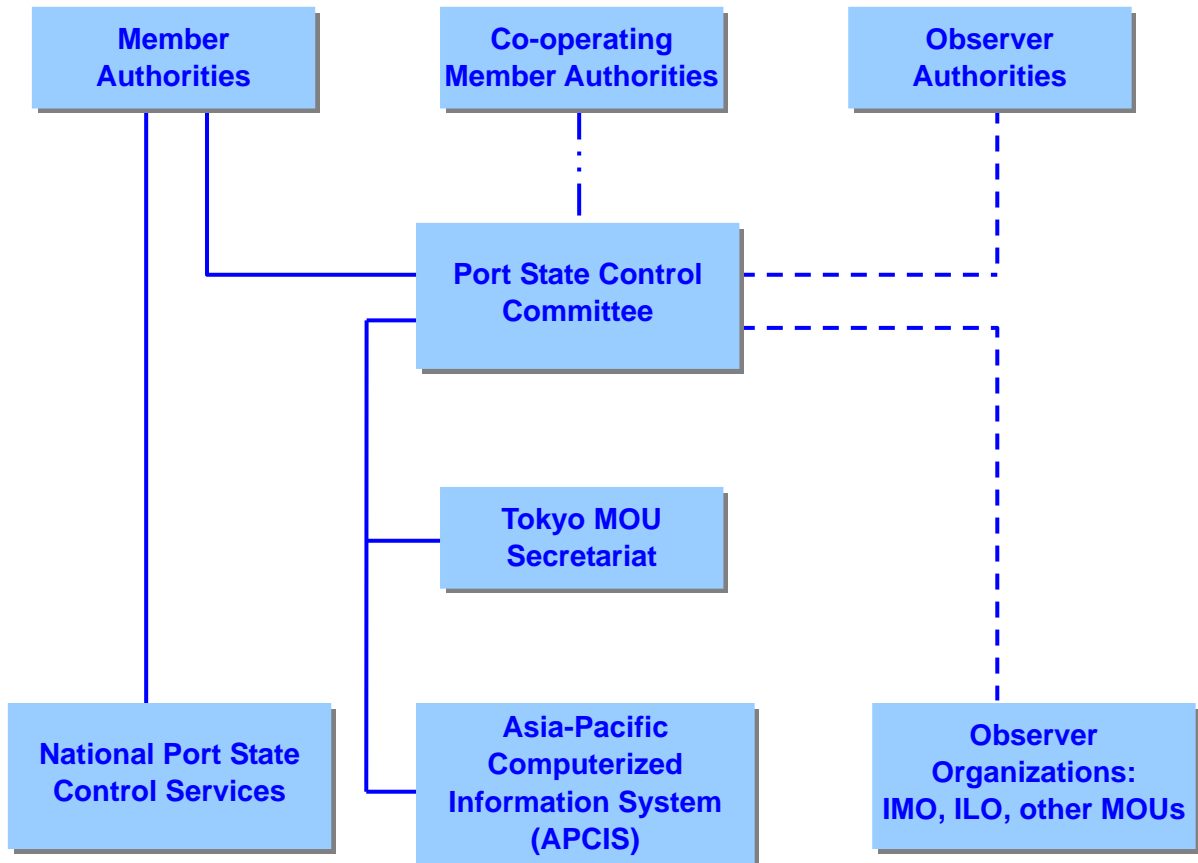 Member
Authorities
Co-operating
Member Authorities
Observer
Authorities
Port State Control
Committee
Tokyo MOU
Secretariat
National Port State
Control Services
Asia-Pacific
Computerized
Information System
(APCIS)
Observer
Organizations:
IMO, ILO, other MOUs